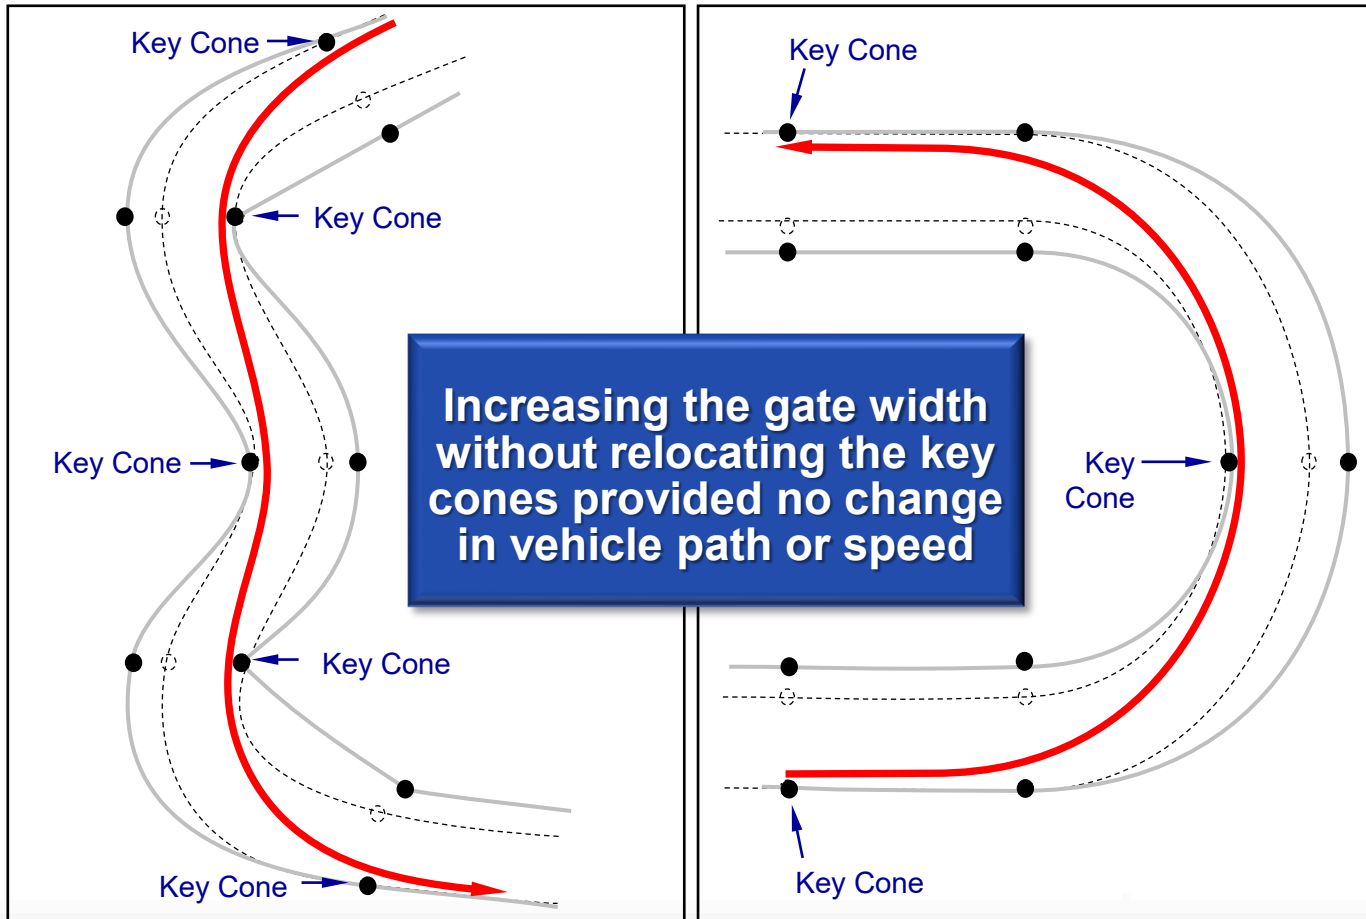 Key Cone
Key Cone
Key Cone
Key Cone
Key Cone
Increasing the gate width
without relocating the key
cones provided no change
in vehicle path or speed
Key Cone
Key
Cone
Key Cone